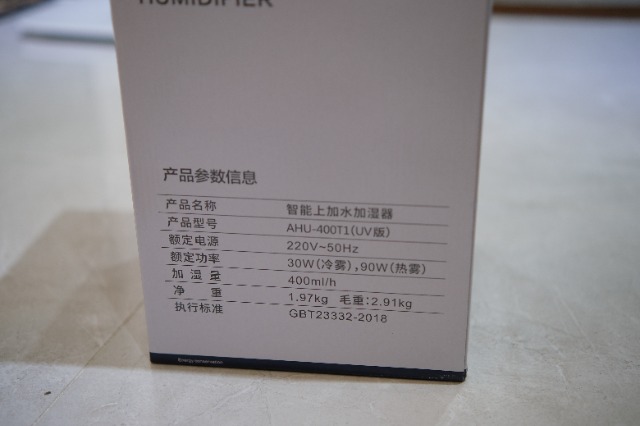 HUMIDIFIER
产品参数信息
产品名称 智能上加水加湿器
产品型号 AHU-400T1(UV版)
额定电源 220V~50Hz
额定功率 30W(冷雾),90W(热雾)
加湿量 400ml/h
净重 1.97kg 毛重:2.91kg
执行标准 GBT23332-2018